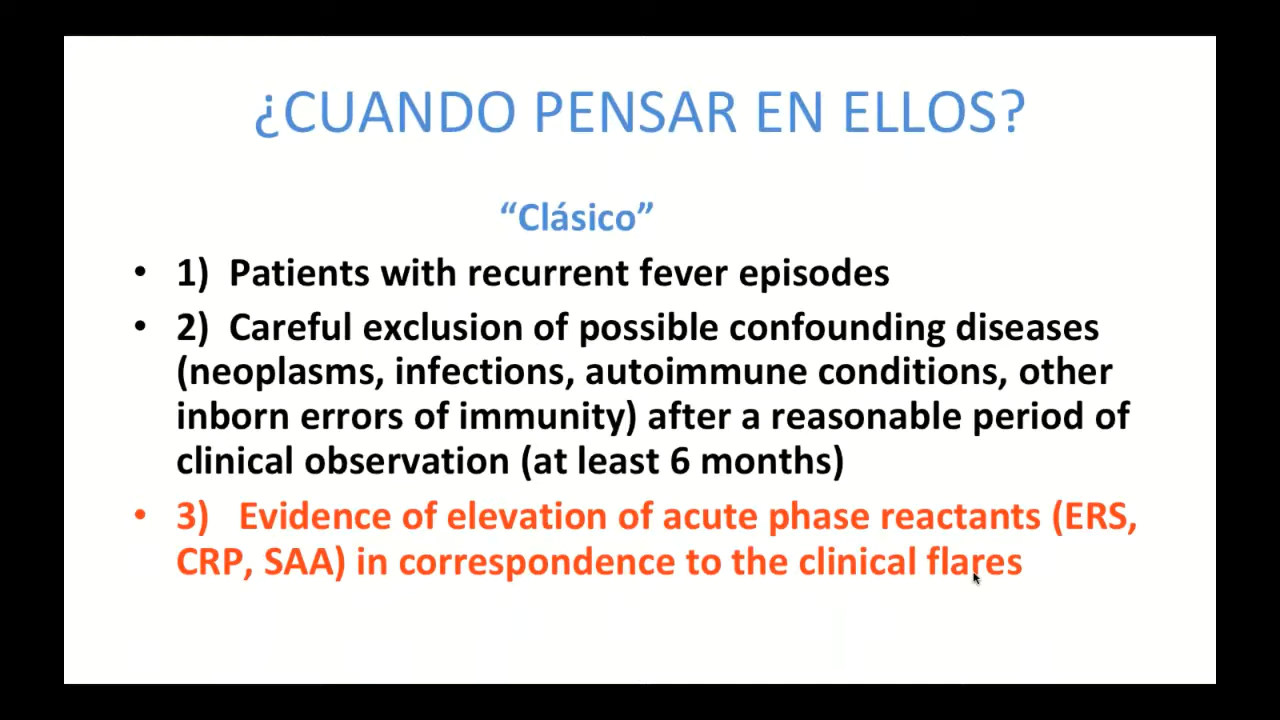 ¿CUANDO PENSAR EN ELLOS?
“Clásico”
• 1) Patients with recurrent fever episodes
• 2) Careful exclusion of possible confounding diseases
(neoplasms, infections, autoimmune conditions, other
inborn errors of immunity) after a reasonable period of
clinical observation (at least 6 months)
• 3) Evidence of elevation of acute phase reactants (ERS,
CRP, SAA) in correspondence to the clinical flares